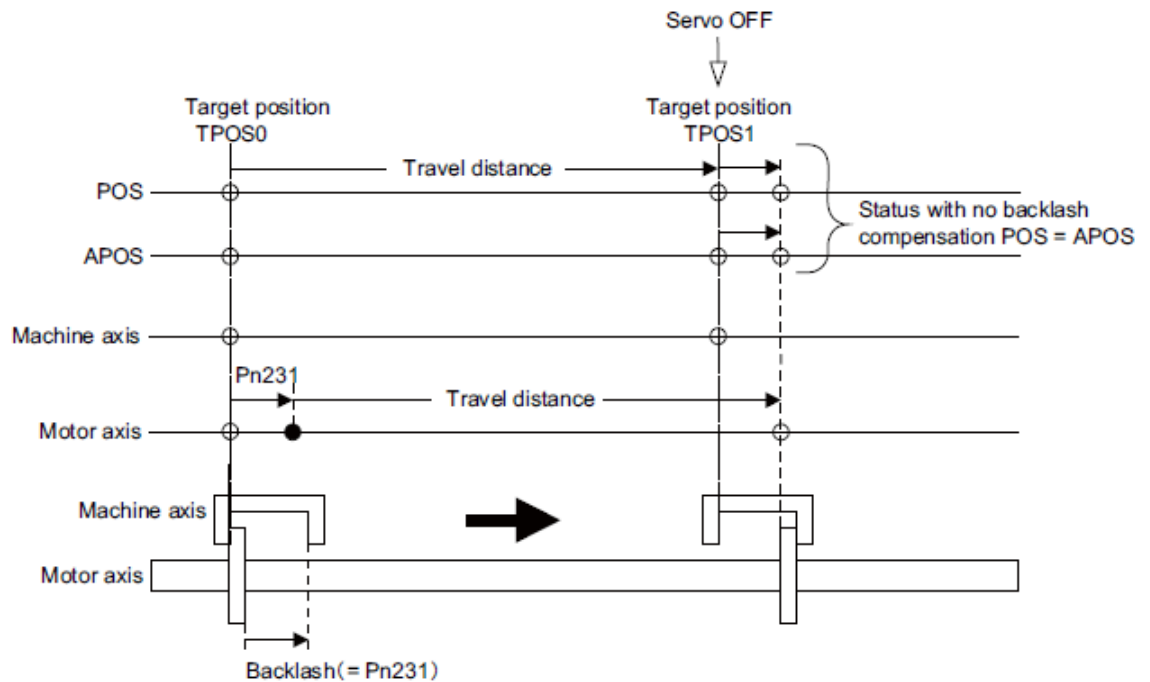 Servo OFF
Target position
TPOS0
Target position
TPOS1
Travel distance
POS
Status with no backlash
compensation POS = APOS
APOS
Machine axis
Pn231
Travel distance
Motor axis
Machine axis
Motor axis
Backlash(= Pn231)